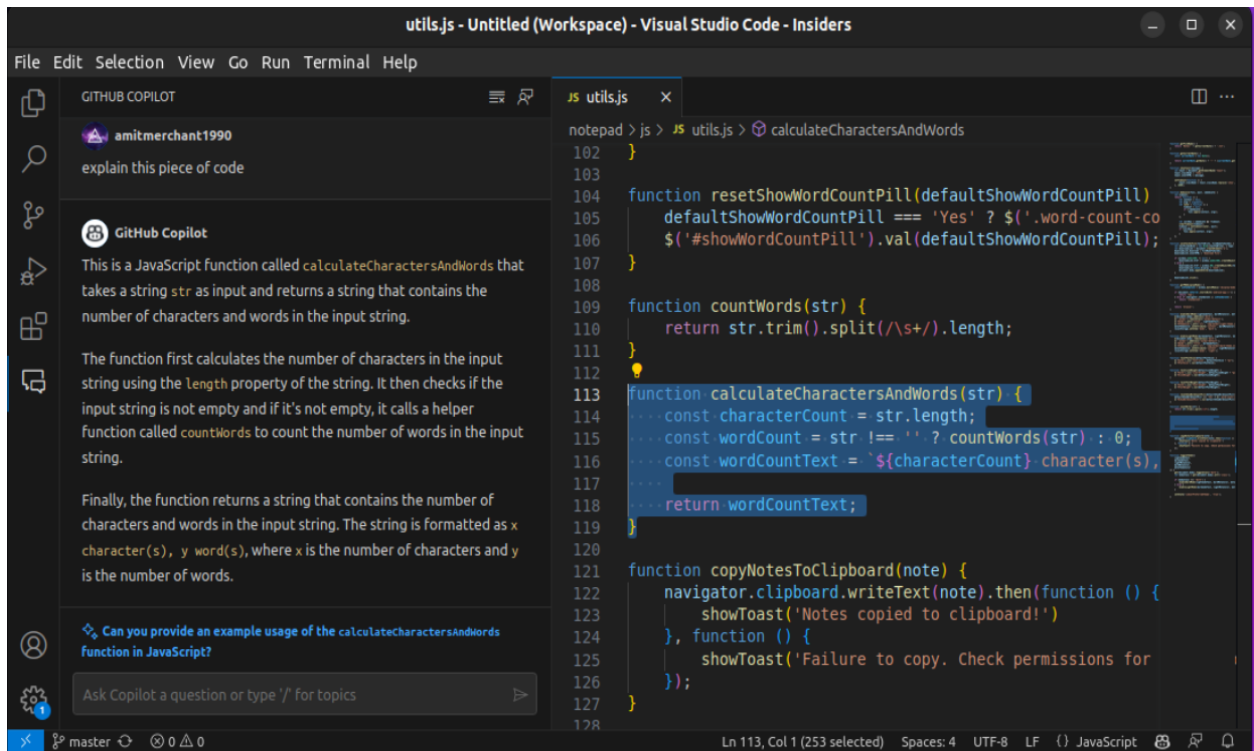 utils.js - Untitled (Workspace) - Visual Studio Code - Insiders
File Edit Selection View Go Run Terminal Help
GITHUB COPILOT
amitmerchant1990
explain this piece of code
GitHub Copilot
This is a JavaScript function called calculateCharactersAndWords that
takes a string str as input and returns a string that contains the
number of characters and words in the input string.
The function first calculates the number of characters in the input
string using the length property of the string. It then checks if the
input string is not empty and if it's not empty, it calls a helper
function called countWords to count the number of words in the input
string.
Finally, the function returns a string that contains the number of
characters and words in the input string. The string is formatted as x
character(s), y word(s), where x is the number of characters and y
is the number of words.
Can you provide an example usage of the calculateCharactersAndWords
function in JavaScript?
Ask Copilot a question or type '/' for topics
1
JS utils.js
notepad > js > JS utils.js > calculateCharactersAndWords
102 }
103
104 function resetShowWordCountPill(defaultShowWordCountPill)
105 defaultShowWordCountPill === 'Yes' ? $('.word-count-co
106 $('#showWordCountPill').val(defaultShowWordCountPill);
107 }
108
109 function countWords(str) {
110 return str.trim().split(/\s+/).length;
111 }
112
113 function calculateCharactersAndWords(str) {
114 const characterCount = str.length;
115 const wordCount = str !== '' ? countWords(str) : 0;
116 const wordCountText = `${characterCount} character(s),
117
118 return wordCountText;
119 }
120
121 function copyNotesToClipboard(note) {
122 navigator.clipboard.writeText(note).then(function () {
123 showToast('Notes copied to clipboard!')
124 }, function () {
125 showToast('Failure to copy. Check permissions for
126 });
127 }
128
master 0 0 Ln 113, Col 1 (253 selected) Spaces: 4 UTF-8 LF {} JavaScript